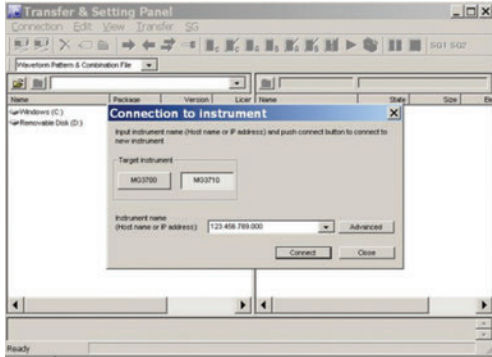 Transfer & Setting Panel
Connection Edit View Transfer SG
SG1 SG2
Waveform Pattern & Combination File
Name Package Version Licer Name State Size
Windows (C:)
Removable Disk (D:)
Connection to instrument
Input instrument name (Host name or IP address) and push connect button to connect to
new instrument
Target instrument
MG3700 MG3710
Instrument name
(Host name or IP address): 123.456.789.000 Advanced
Connect Close
Ready